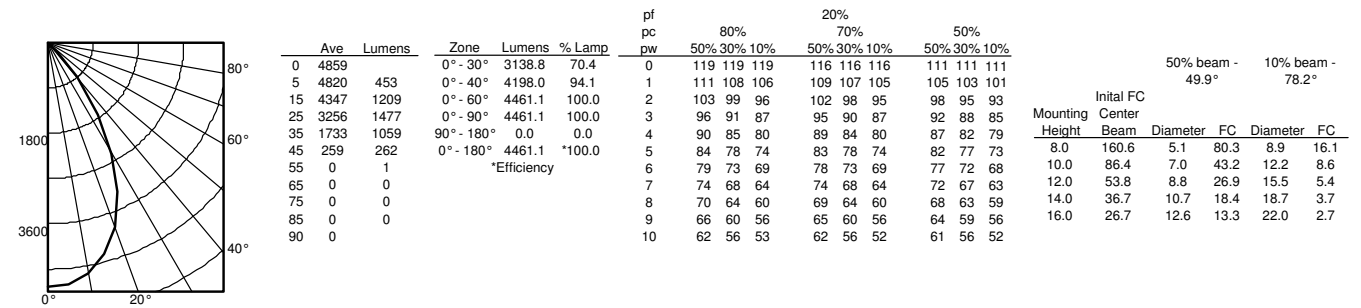 80°
60°
40°
20°
0°
1800
3600
Ave Lumens
0 4859
5 4820 453
15 4347 1209
25 3256 1477
35 1733 1059
45 259 262
55 0 1
65 0 0
75 0 0
85 0 0
90 0
Zone Lumens % Lamp
0° - 30° 3138.8 70.4
0° - 40° 4198.0 94.1
0° - 60° 4461.1 100.0
0° - 90° 4461.1 100.0
90° - 180° 0.0 0.0
0° - 180° 4461.1 *100.0
*Efficiency
pf 20%
pc 80% 70% 50%
pw 50% 30% 10% 50% 30% 10% 50% 30% 10%
0 119 119 119 116 116 116 111 111 111
1 111 108 106 109 107 105 105 103 101
2 103 99 96 102 98 95 98 95 93
3 96 91 87 95 90 87 92 88 85
4 90 85 80 89 84 80 87 82 79
5 84 78 74 83 78 74 82 77 73
6 79 73 69 78 73 69 77 72 68
7 74 68 64 74 68 64 72 67 63
8 70 64 60 69 64 60 68 63 59
9 66 60 56 65 60 56 64 59 56
10 62 56 53 62 56 52 61 56 52
50% beam - 10% beam -
49.9° 78.2°
Inital FC
Mounting Center
Height Beam Diameter FC Diameter FC
8.0 160.6 5.1 80.3 8.9 16.1
10.0 86.4 7.0 43.2 12.2 8.6
12.0 53.8 8.8 26.9 15.5 5.4
14.0 36.7 10.7 18.4 18.7 3.7
16.0 26.7 12.6 13.3 22.0 2.7